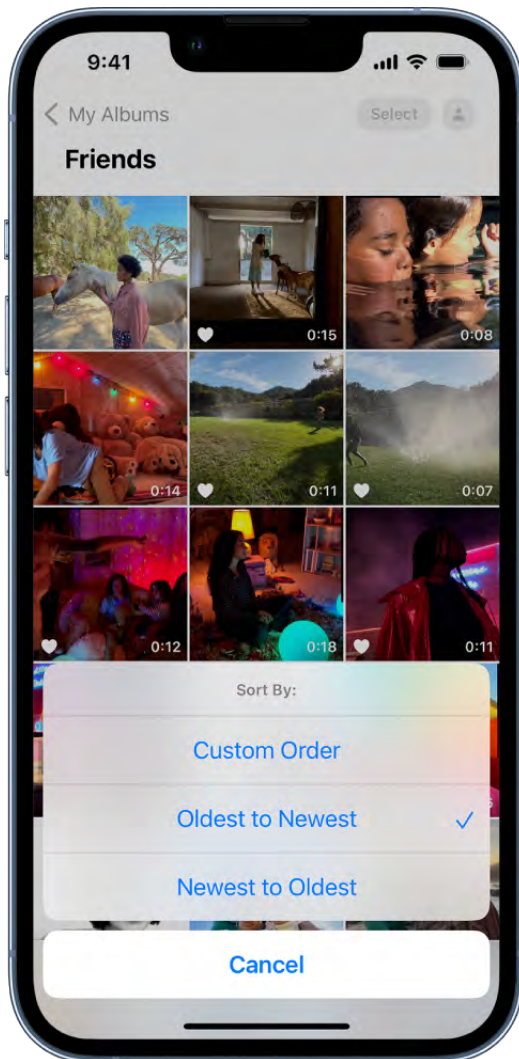 9:41
My Albums
Select
Friends
0:15
0:08
0:14
0:11
0:07
0:12
0:18
0:11
Sort By:
Custom Order
Oldest to Newest
Newest to Oldest
Cancel